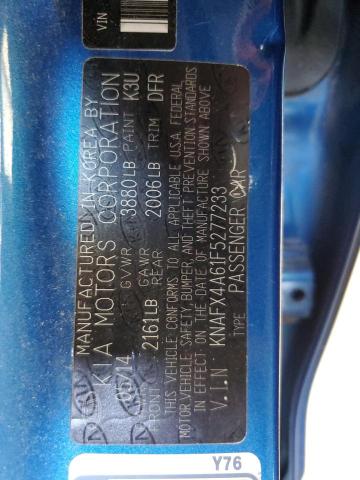 VIN
MANUFACTURED IN KOREA BY
KIA MOTORS CORPORATION
05/14 GVWR 3880LB PAINT K3U
FRONT 2161LB GAWR REAR 2006LB TRIM DFR
THIS VEHICLE CONFORMS TO ALL APPLICABLE U.S.A. FEDERAL
MOTOR VEHICLE SAFETY, BUMPER, AND THEFT PREVENTION STANDARDS
IN EFFECT ON THE DATE OF MANUFACTURE SHOWN ABOVE
V.I.N KNAFX4A61F5277233
TYPE PASSENGER CAR
Y76